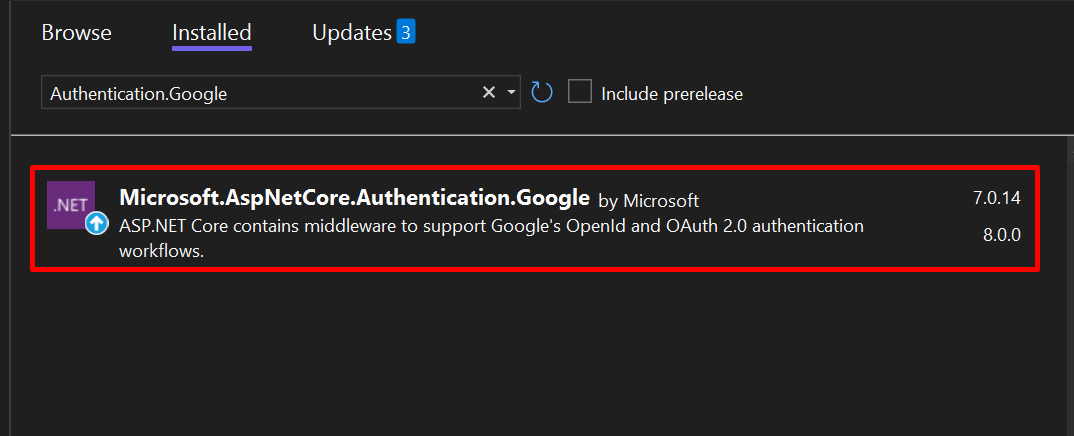 Browse Installed Updates 3
Authentication.Google Include prerelease
.NET Microsoft.AspNetCore.Authentication.Google by Microsoft 7.0.14
ASP.NET Core contains middleware to support Google's OpenId and OAuth 2.0 authentication 8.0.0
workflows.